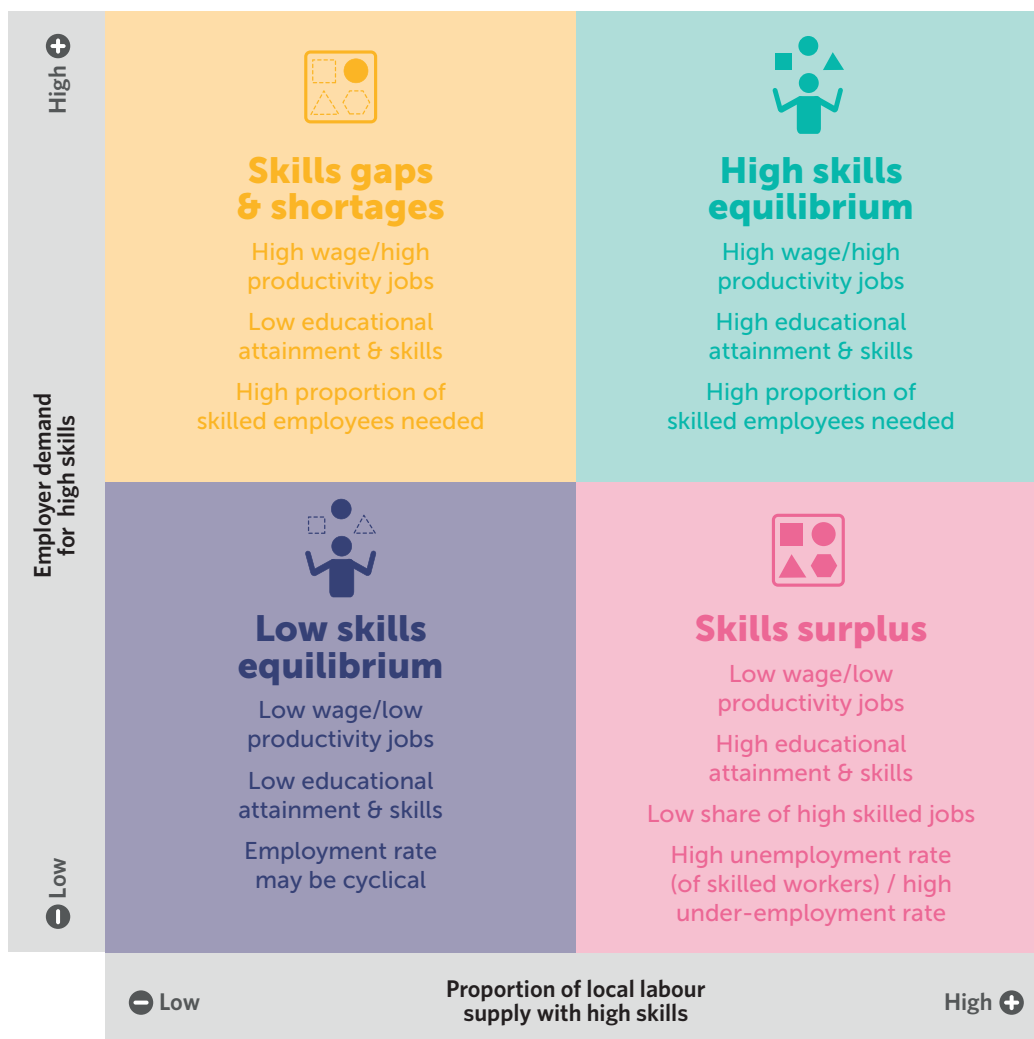 High
Employer demand
for high skills
Low
Skills gaps
& shortages
High wage/high
productivity jobs
Low educational
attainment & skills
High proportion of
skilled employees needed
High skills
equilibrium
High wage/high
productivity jobs
High educational
attainment & skills
High proportion of
skilled employees needed
Low skills
equilibrium
Low wage/low
productivity jobs
Low educational
attainment & skills
Employment rate
may be cyclical
Skills surplus
Low wage/low
productivity jobs
High educational
attainment & skills
Low share of high skilled jobs
High unemployment rate
(of skilled workers) / high
under-employment rate
Low
Proportion of local labour
supply with high skills
High